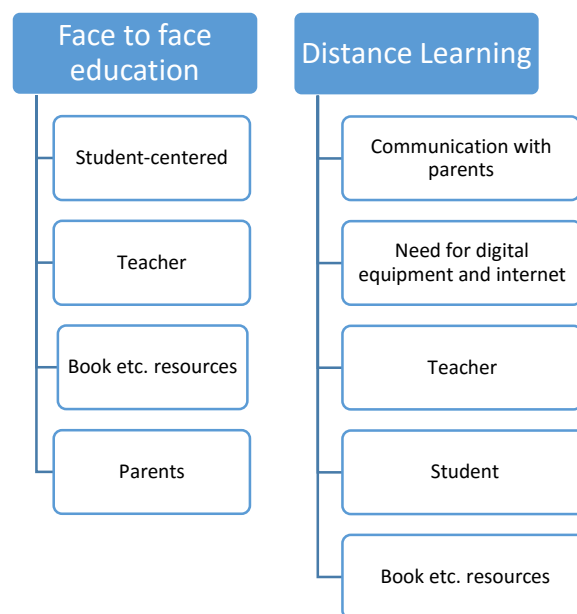 Face to face
education
Student-centered
Teacher
Book etc. resources
Parents
Distance Learning
Communication with
parents
Need for digital
equipment and internet
Teacher
Student
Book etc. resources